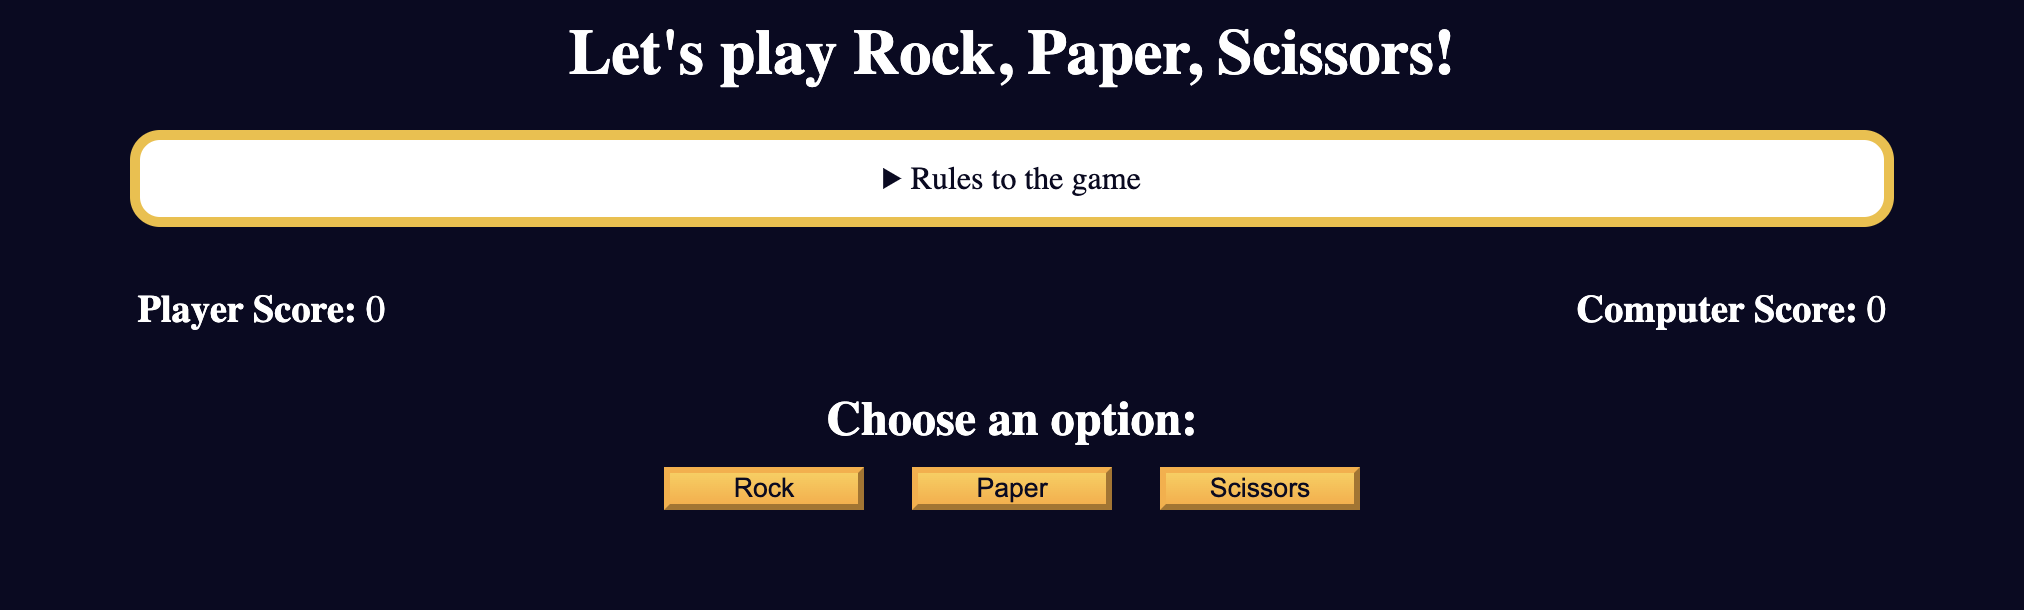 Let's play Rock, Paper, Scissors!
Rules to the game
Player Score: 0
Computer Score: 0
Choose an option:
Rock
Paper
Scissors